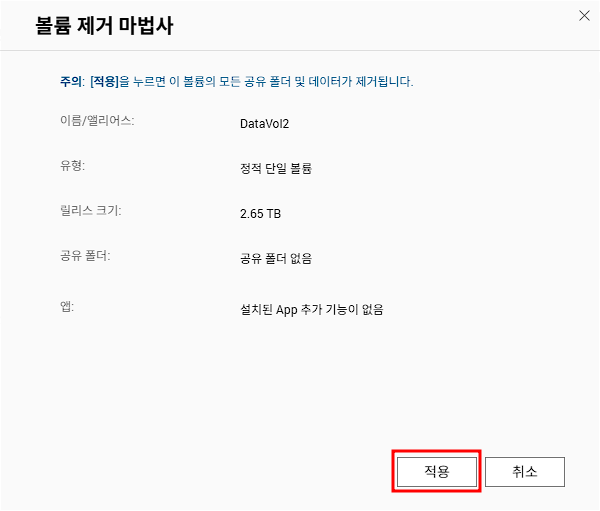 볼륨 제거 마법사
주의: [적용]을 누르면 이 볼륨의 모든 공유 폴더 및 데이터가 제거됩니다.
이름/앨리어스: DataVol2
유형: 정적 단일 볼륨
릴리스 크기: 2.65 TB
공유 폴더: 공유 폴더 없음
앱: 설치된 App 추가 기능이 없음
적용 취소